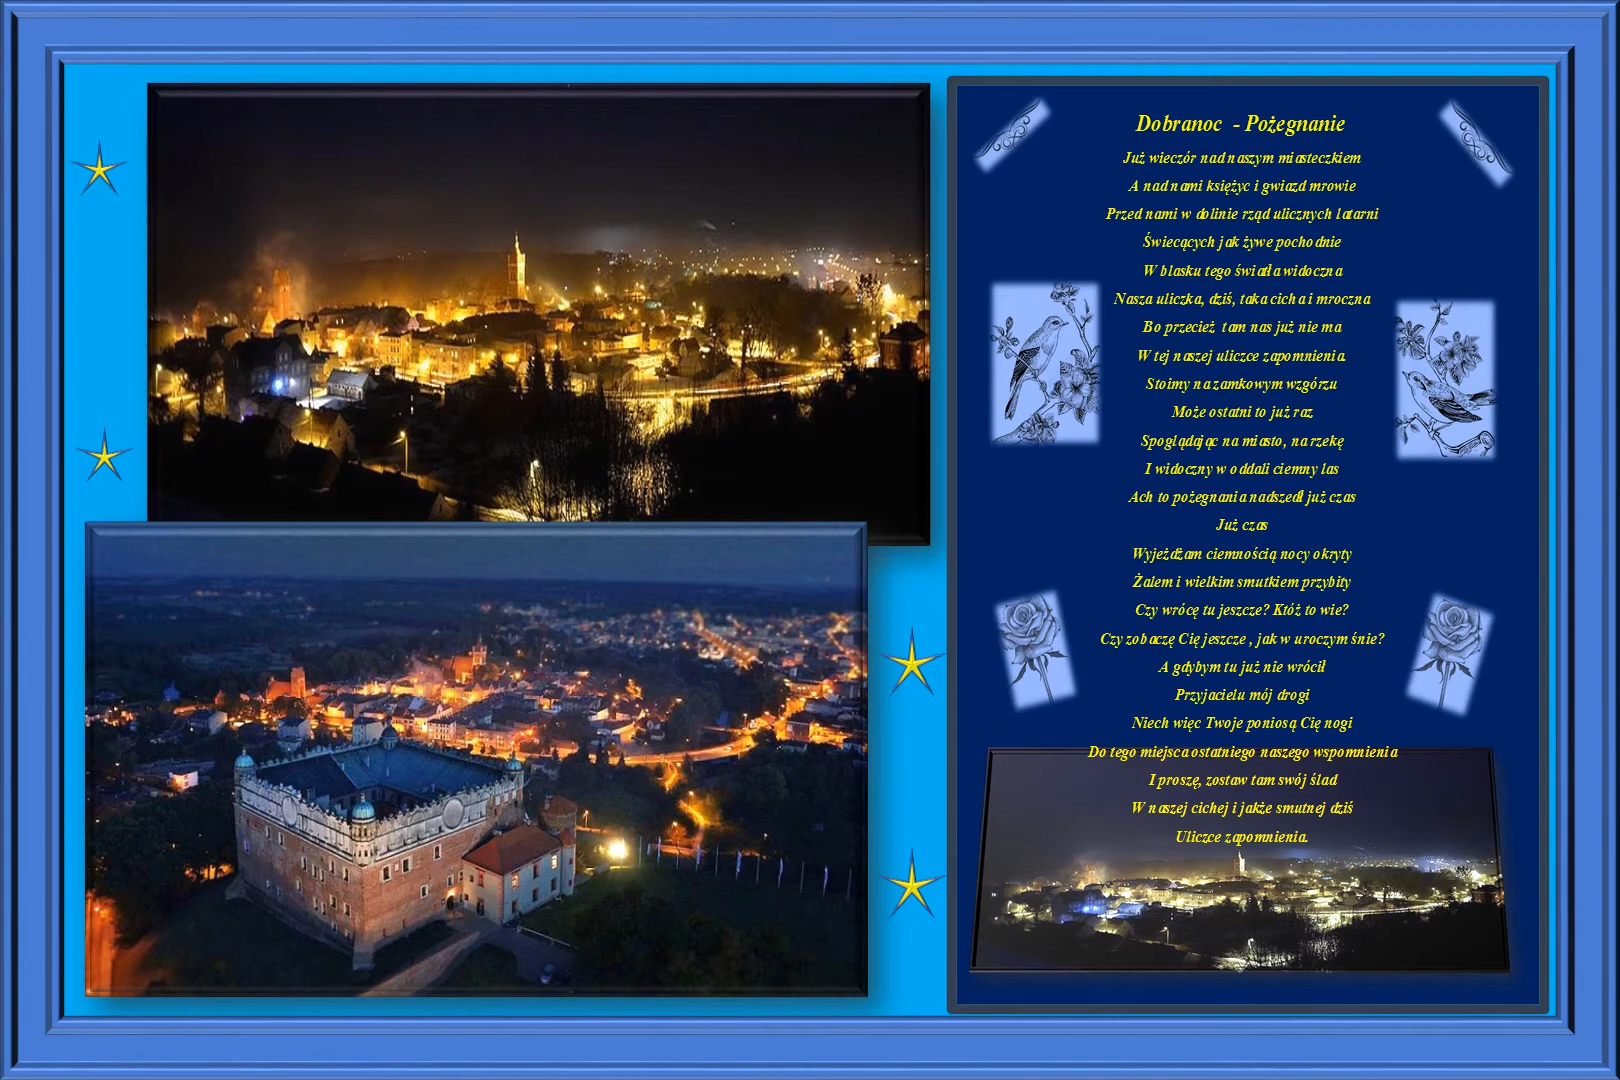 Dobranoc - Pożegnanie
Już wieczór nad naszym miasteczkiem
A nad nami księżyc i gwiazd mrowie
Przed nami w dolinie rząd ulicznych latarni
Świecących jak żywe pochodnie
W blasku tego światła widoczna
Nasza uliczka, dziś, taka cicha i mroczna
Bo przecież tam nas już nie ma
W tej naszej uliczce zapomnienia.
Stoimy na zamkowym wzgórzu
Może ostatni to już raz
Spoglądając na miasto, na rzekę
I widoczny w oddali ciemny las
Ach to pożegnania nadszedł już czas
Już czas
Wyjeżdżam ciemnością nocy okryty
Żalem i wielkim smutkiem przybity
Czy wrócę tu jeszcze? Któż to wie?
Czy zobaczę Cię jeszcze , jak w uroczym śnie?
A gdybym tu już nie wrócił
Przyjacielu mój drogi
Niech więc Twoje poniosą Cię nogi
Do tego miejsca ostatniego naszego wspomnienia
I proszę, zostaw tam swój ślad
W naszej cichej i jakże smutnej dziś
Uliczce zapomnienia.